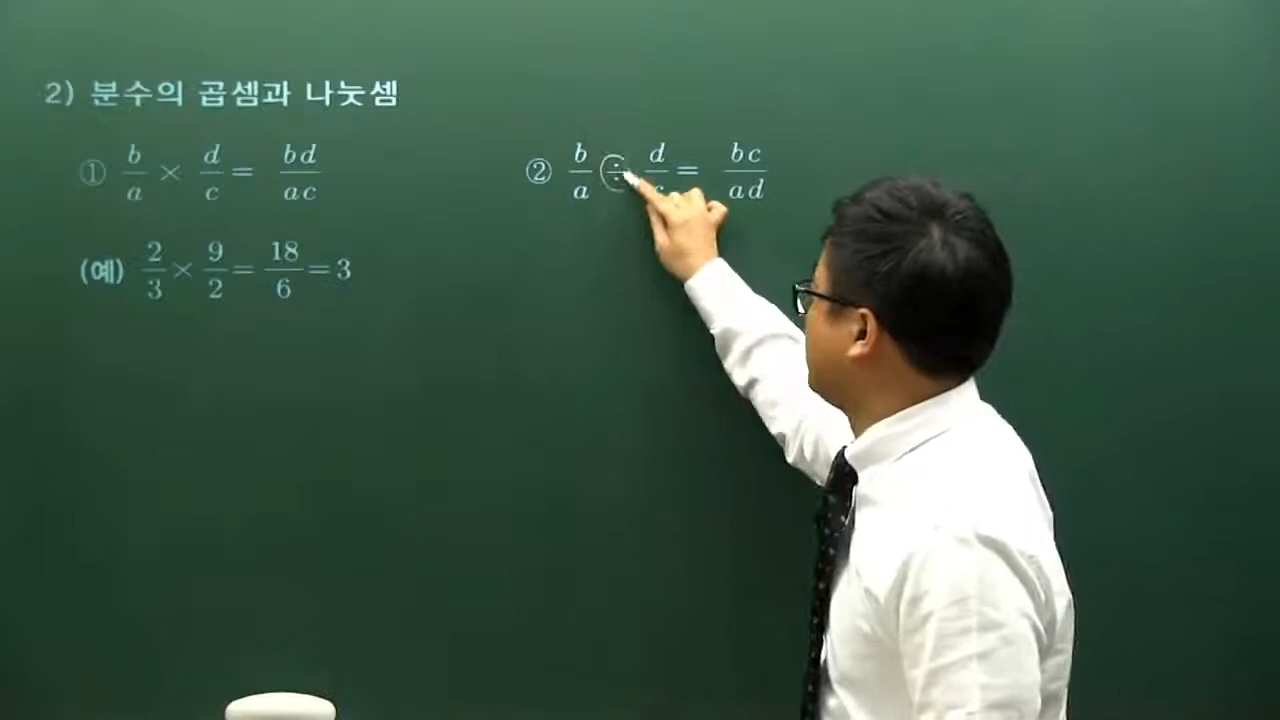 2) 분수의 곱셈과 나눗셈
① b/a × d/c = bd/ac
② b/a ÷ d/c = bc/ad
(예) 2/3 × 9/2 = 18/6 = 3